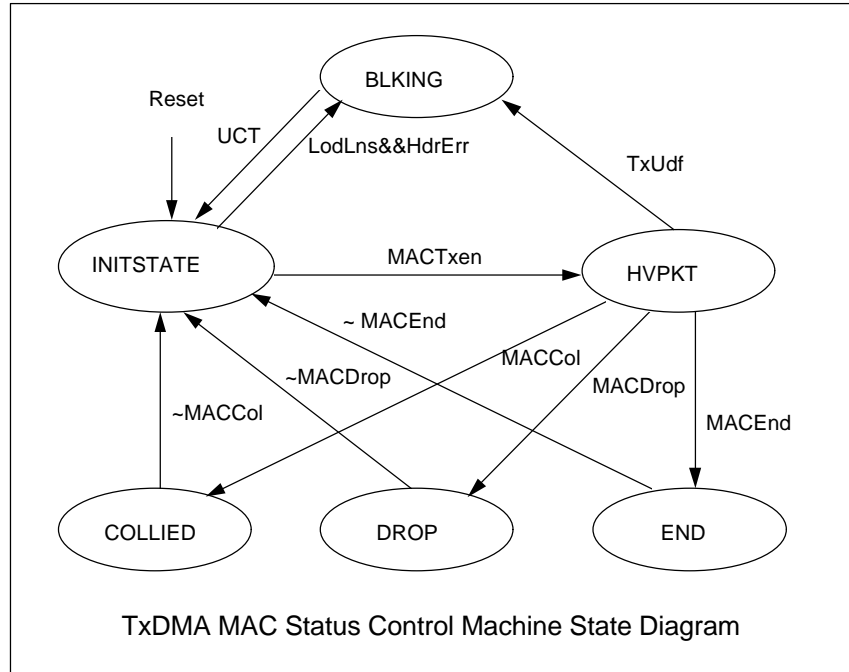 BLKING
Reset
UCT
LodLns&&HdrErr
TxUdf
INITSTATE
MACTxen
HVPKT
~ MACEnd
MACCol
~MACDrop
MACDrop
~MACCol
MACEnd
COLLIED
DROP
END
TxDMA MAC Status Control Machine State Diagram